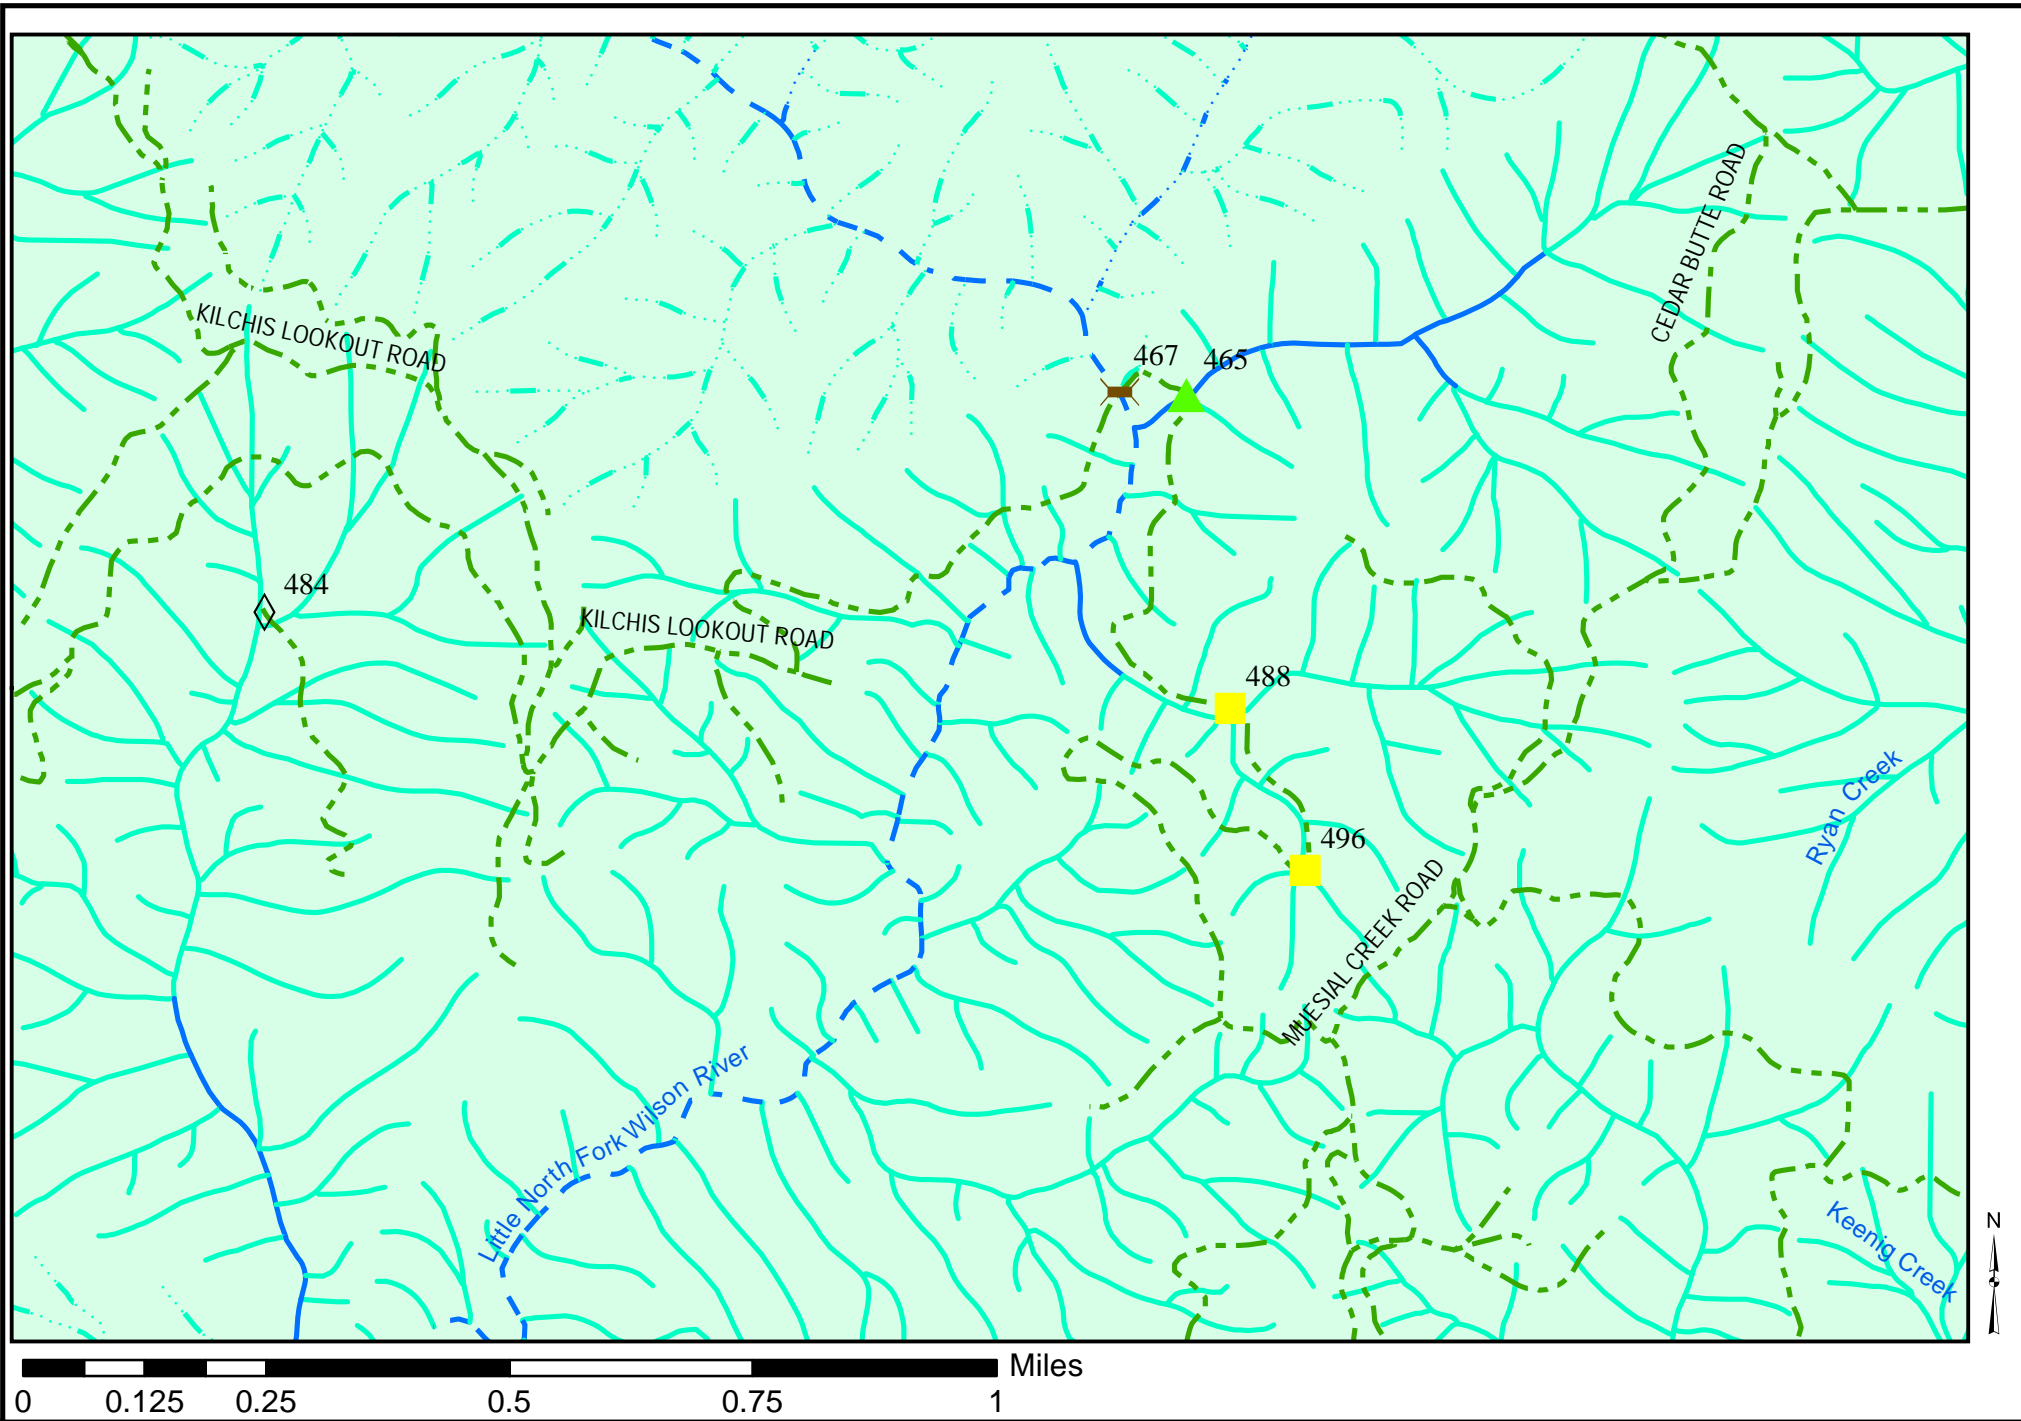 CEDAR BUTTE ROAD
KILCHIS LOOKOUT ROAD
467
465
484
KILCHIS LOOKOUT ROAD
488
496
Ryan Creek
MUESIAL CREEK ROAD
Little North Fork Wilson River
Keenig Creek
N
Miles
0 0.125 0.25 0.5 0.75 1